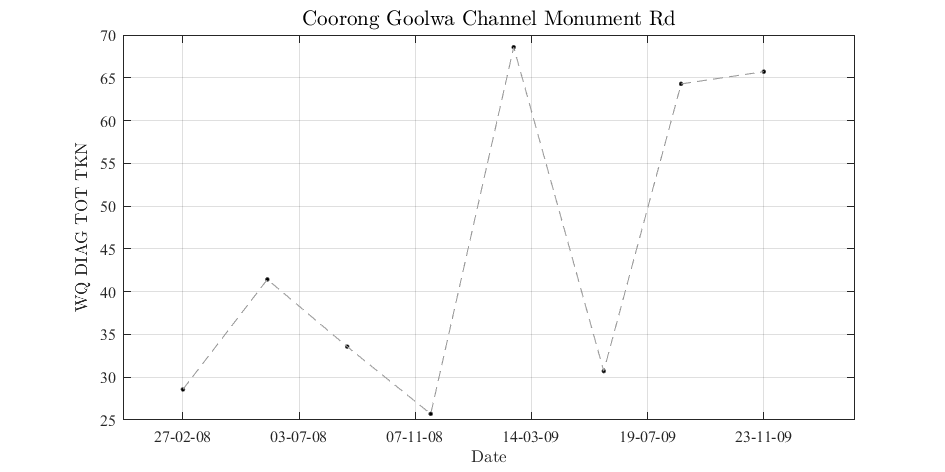 Coorong Goolwa Channel Monument Rd
70
65
60
55
50
45
40
35
30
25
WQ DIAG TOT TKN
27-02-08 03-07-08 07-11-08 14-03-09 19-07-09 23-11-09
Date